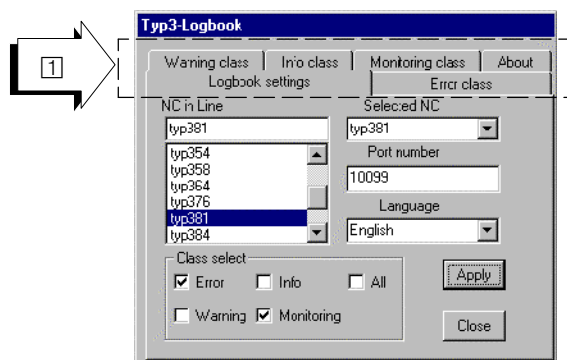 Typ3-Logbook
1
Warning class Info class Monitoring class About
Logbook settings Error class
NC in Line Selected NC
typ381 typ381
typ354 Port number
typ358 10099
typ364
typ376 Language
typ381 English
typ384
Class select
Error Info All Apply
Warning Monitoring Close